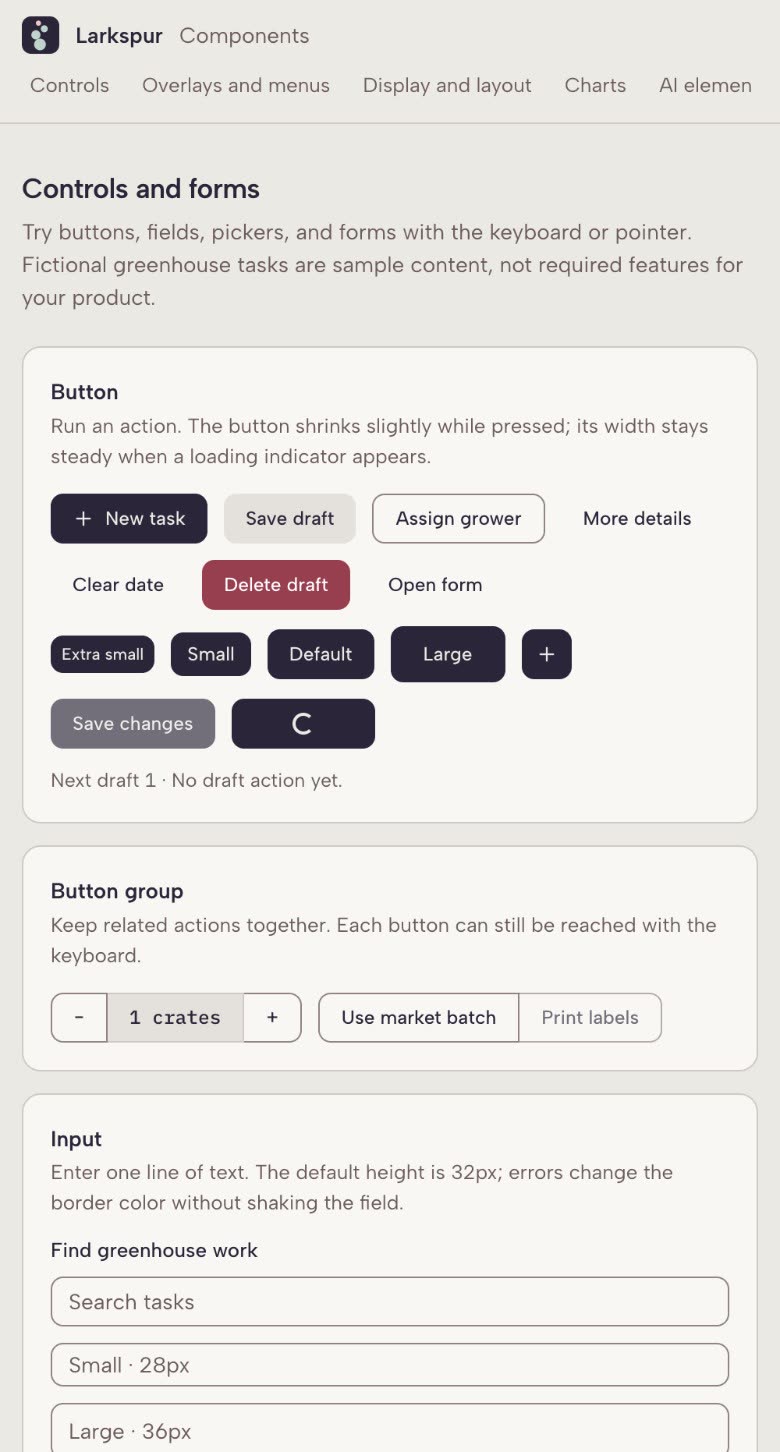 Larkspur Components
Controls Overlays and menus Display and layout Charts AI elemen
Controls and forms
Try buttons, fields, pickers, and forms with the keyboard or pointer.
Fictional greenhouse tasks are sample content, not required features for
your product.
Button
Run an action. The button shrinks slightly while pressed; its width stays
steady when a loading indicator appears.
+ New task Save draft Assign grower More details
Clear date Delete draft Open form
Extra small Small Default Large +
Save changes
Next draft 1 · No draft action yet.
Button group
Keep related actions together. Each button can still be reached with the
keyboard.
- 1 crates + Use market batch Print labels
Input
Enter one line of text. The default height is 32px; errors change the
border color without shaking the field.
Find greenhouse work
Search tasks
Small · 28px
Large · 36px